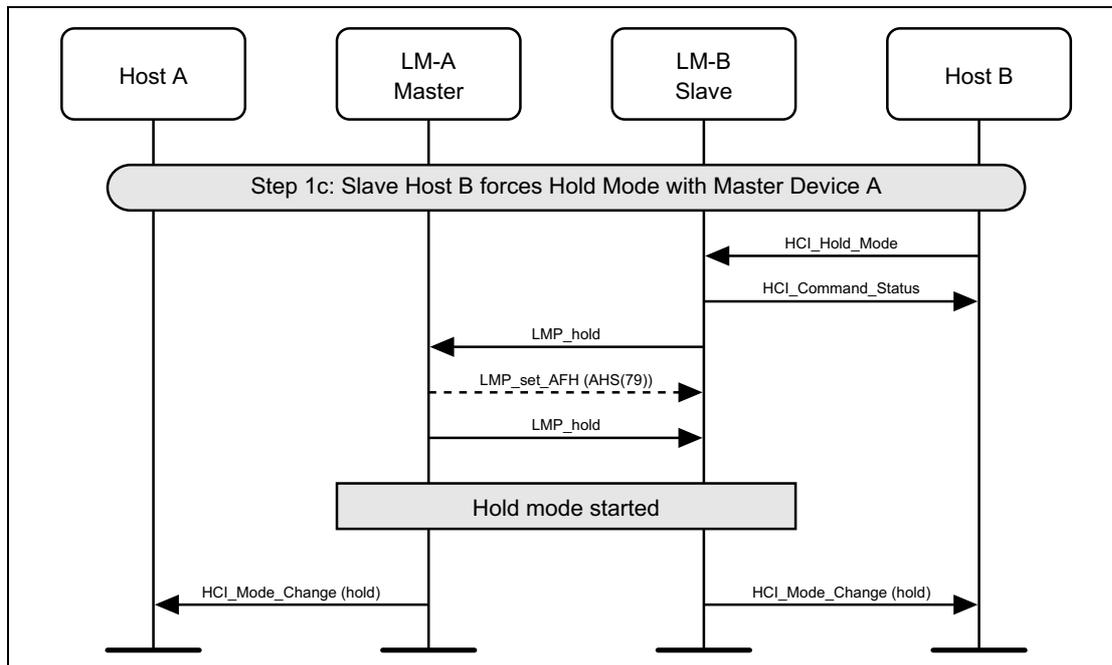 Host A
LM-A
Master
LM-B
Slave
Host B
Step 1c: Slave Host B forces Hold Mode with Master Device A
HCI_Hold_Mode
HCI_Command_Status
LMP_hold
LMP_set_AFH (AHS(79))
LMP_hold
Hold mode started
HCI_Mode_Change (hold)
HCI_Mode_Change (hold)